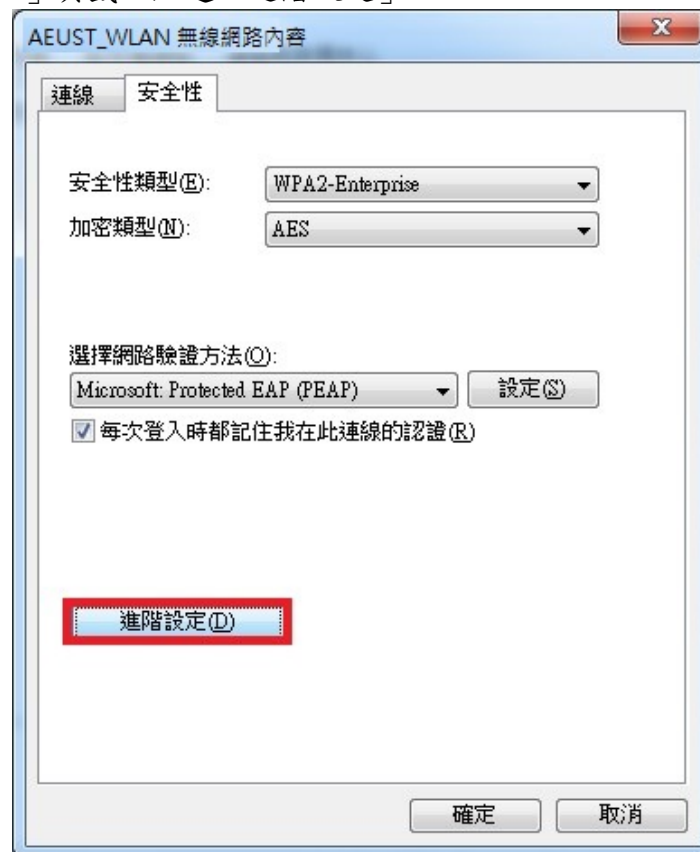 AEUST_WLAN 無線網路內容
連線 安全性
安全性類型(E): WPA2-Enterprise
加密類型(N): AES
選擇網路驗證方法(O):
Microsoft: Protected EAP (PEAP) 設定(S)
每次登入時都記住我在此連線的認證(R)
進階設定(D)
確定 取消